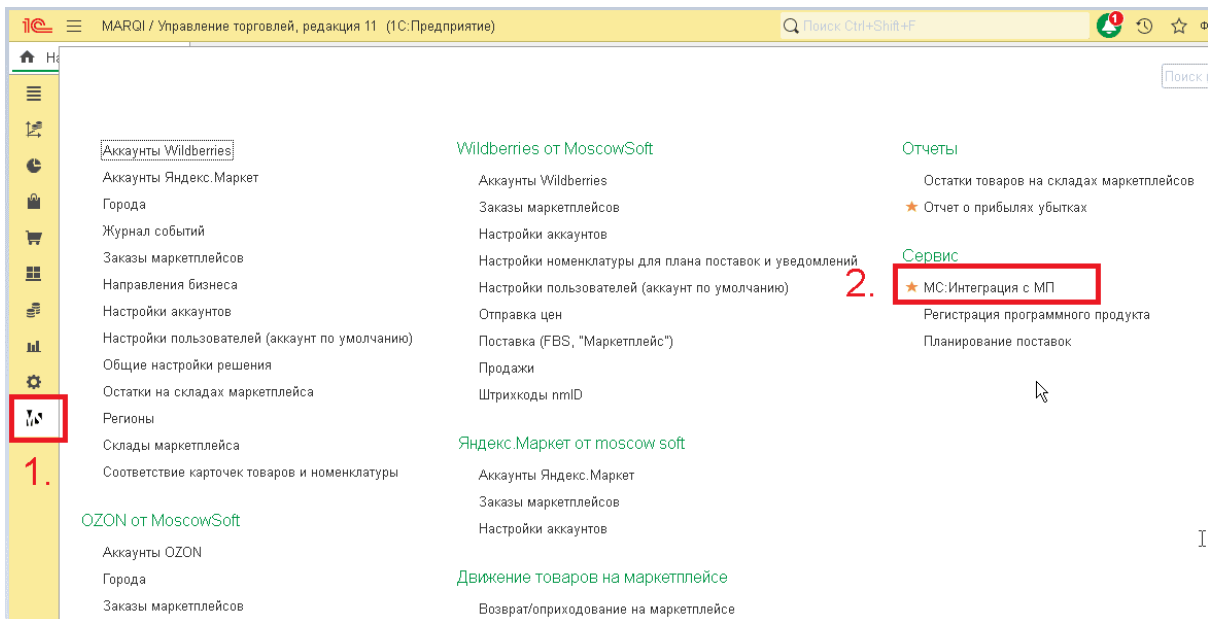 1С MARQI / Управление торговлей, редакция 11 (1С:Предприятие)
Поиск Ctrl+Shift+F
1
Поиск
Аккаунты Wildberries
Аккаунты Яндекс.Маркет
Города
Журнал событий
Заказы маркетплейсов
Направления бизнеса
Настройки аккаунтов
Настройки пользователей (аккаунт по умолчанию)
Общие настройки решения
Остатки на складах маркетплейса
Регионы
Склады маркетплейса
Соответствие карточек товаров и номенклатуры
OZON от MoscowSoft
Аккаунты OZON
Города
Заказы маркетплейсов
Wildberries от MoscowSoft
Аккаунты Wildberries
Заказы маркетплейсов
Настройки аккаунтов
Настройки номенклатуры для плана поставок и уведомлений
Настройки пользователей (аккаунт по умолчанию)
Отправка цен
Поставка (FBS, "Маркетплейс")
Продажи
Штрихкоды nmID
Яндекс.Маркет от moscow soft
Аккаунты Яндекс.Маркет
Заказы маркетплейсов
Настройки аккаунтов
Движение товаров на маркетплейсе
Возврат/оприходование на маркетплейсе
Отчеты
Остатки товаров на складах маркетплейсов
Отчет о прибылях убытках
Сервис
2.
МС:Интеграция с МП
Регистрация программного продукта
Планирование поставок
MS
1.